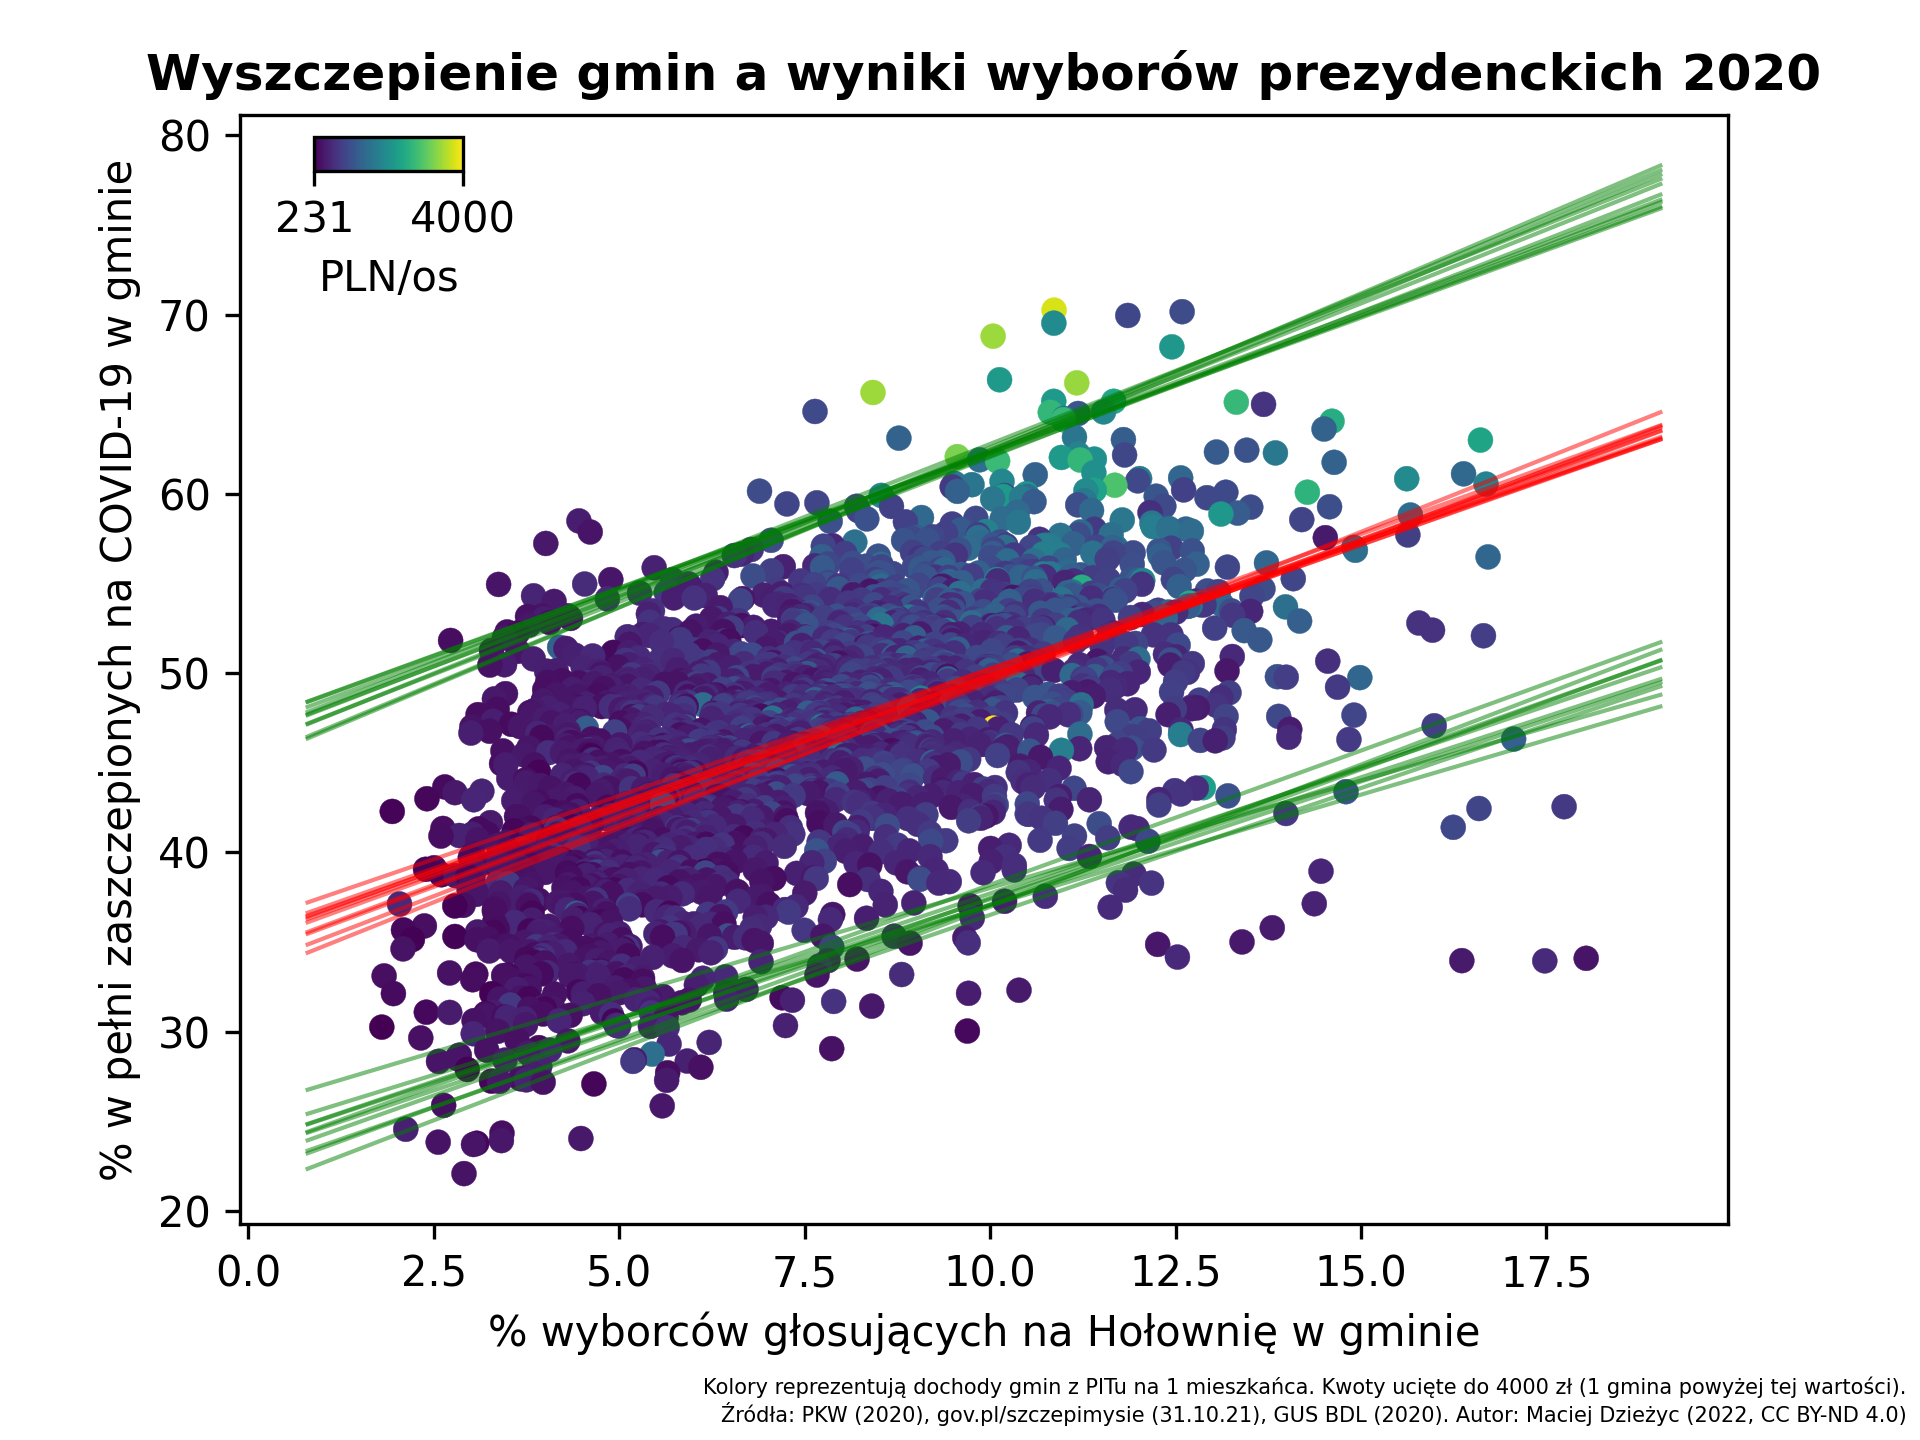 Wyszczepienie gmin a wyniki wyborów prezydenckich 2020
% w pełni zaszczepionych na COVID-19 w gminie
80
70
60
50
40
30
20
231 4000
PLN/os
0.0 2.5 5.0 7.5 10.0 12.5 15.0 17.5
% wyborców głosujących na Hołownię w gminie
Kolory reprezentują dochody gmin z PITu na 1 mieszkańca. Kwoty ucięte do 4000 zł (1 gmina powyżej tej wartości).
Źródła: PKW (2020), gov.pl/szczepimysie (31.10.21), GUS BDL (2020). Autor: Maciej Dzieżyc (2022, CC BY-ND 4.0)